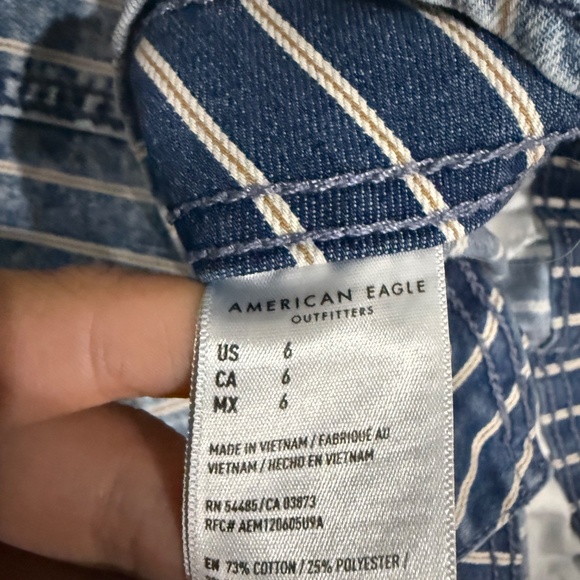 AMERICAN EAGLE
OUTFITTERS
US 6
CA 6
MX 6
MADE IN VIETNAM / FABRIQUÉ AU
VIETNAM / HECHO EN VIETNAM
RN 54485/CA 03873
RFC# AEM120605U9A
EN 73% COTTON / 25% POLYESTER /